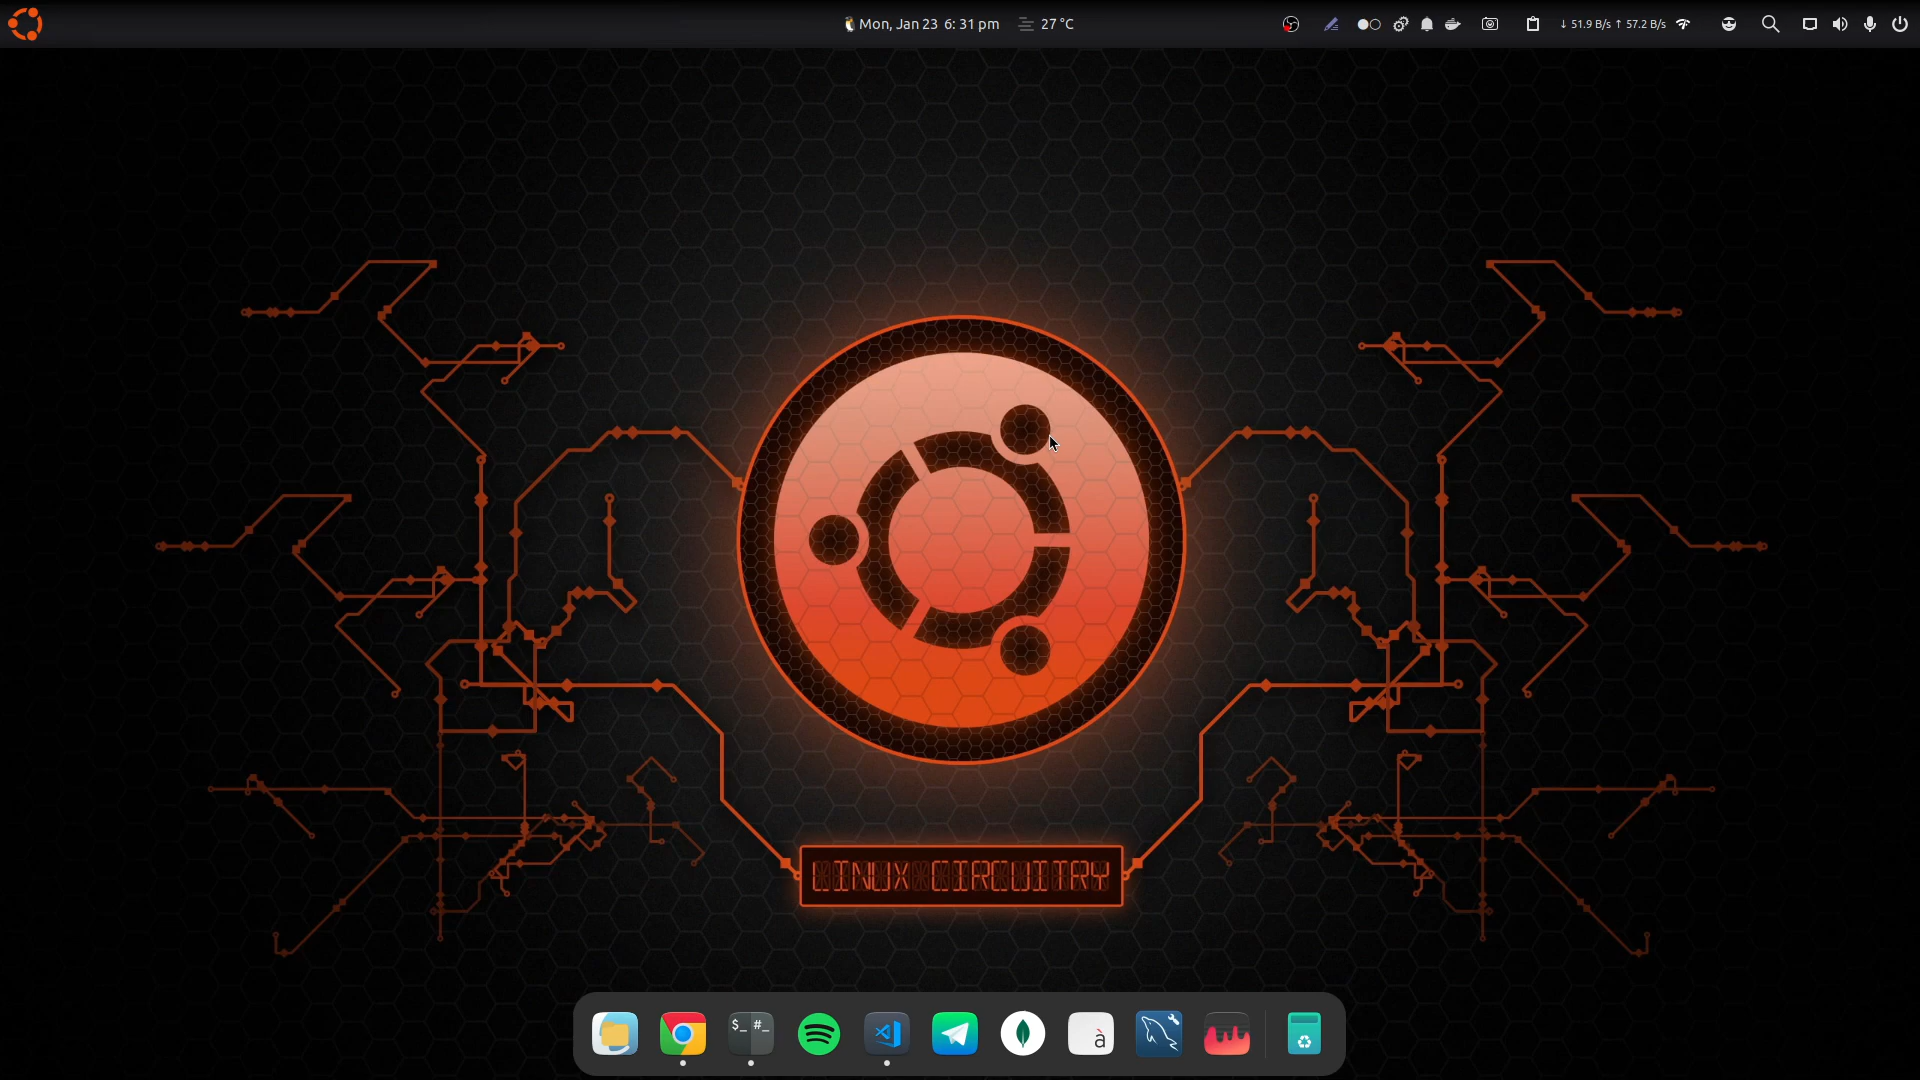 Mon, Jan 23 6: 31 pm
27 °C
↓ 51.9 B/s ↑ 57.2 B/s
LINUX CIRCUITRY
$_ #_
à